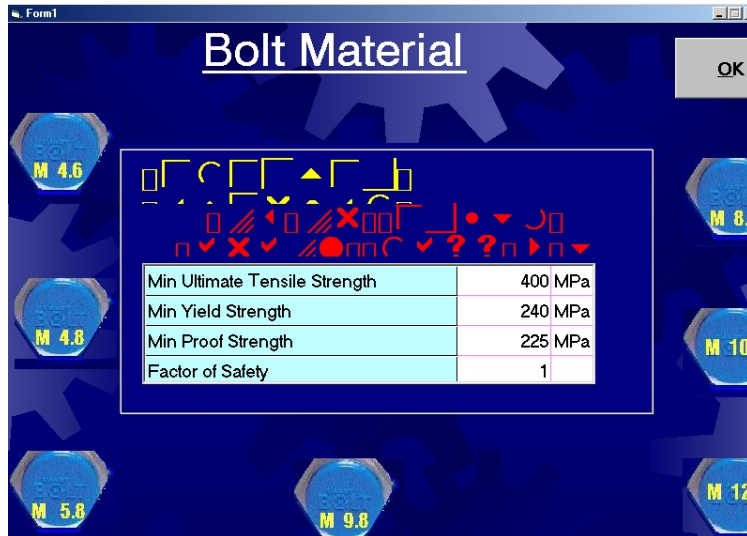 Form1
Bolt Material
OK
M 4.6
M 8.
Min Ultimate Tensile Strength 400 MPa
Min Yield Strength 240 MPa
Min Proof Strength 225 MPa
Factor of Safety 1
M 4.8
M 10
M 5.8
M 9.8
M 12